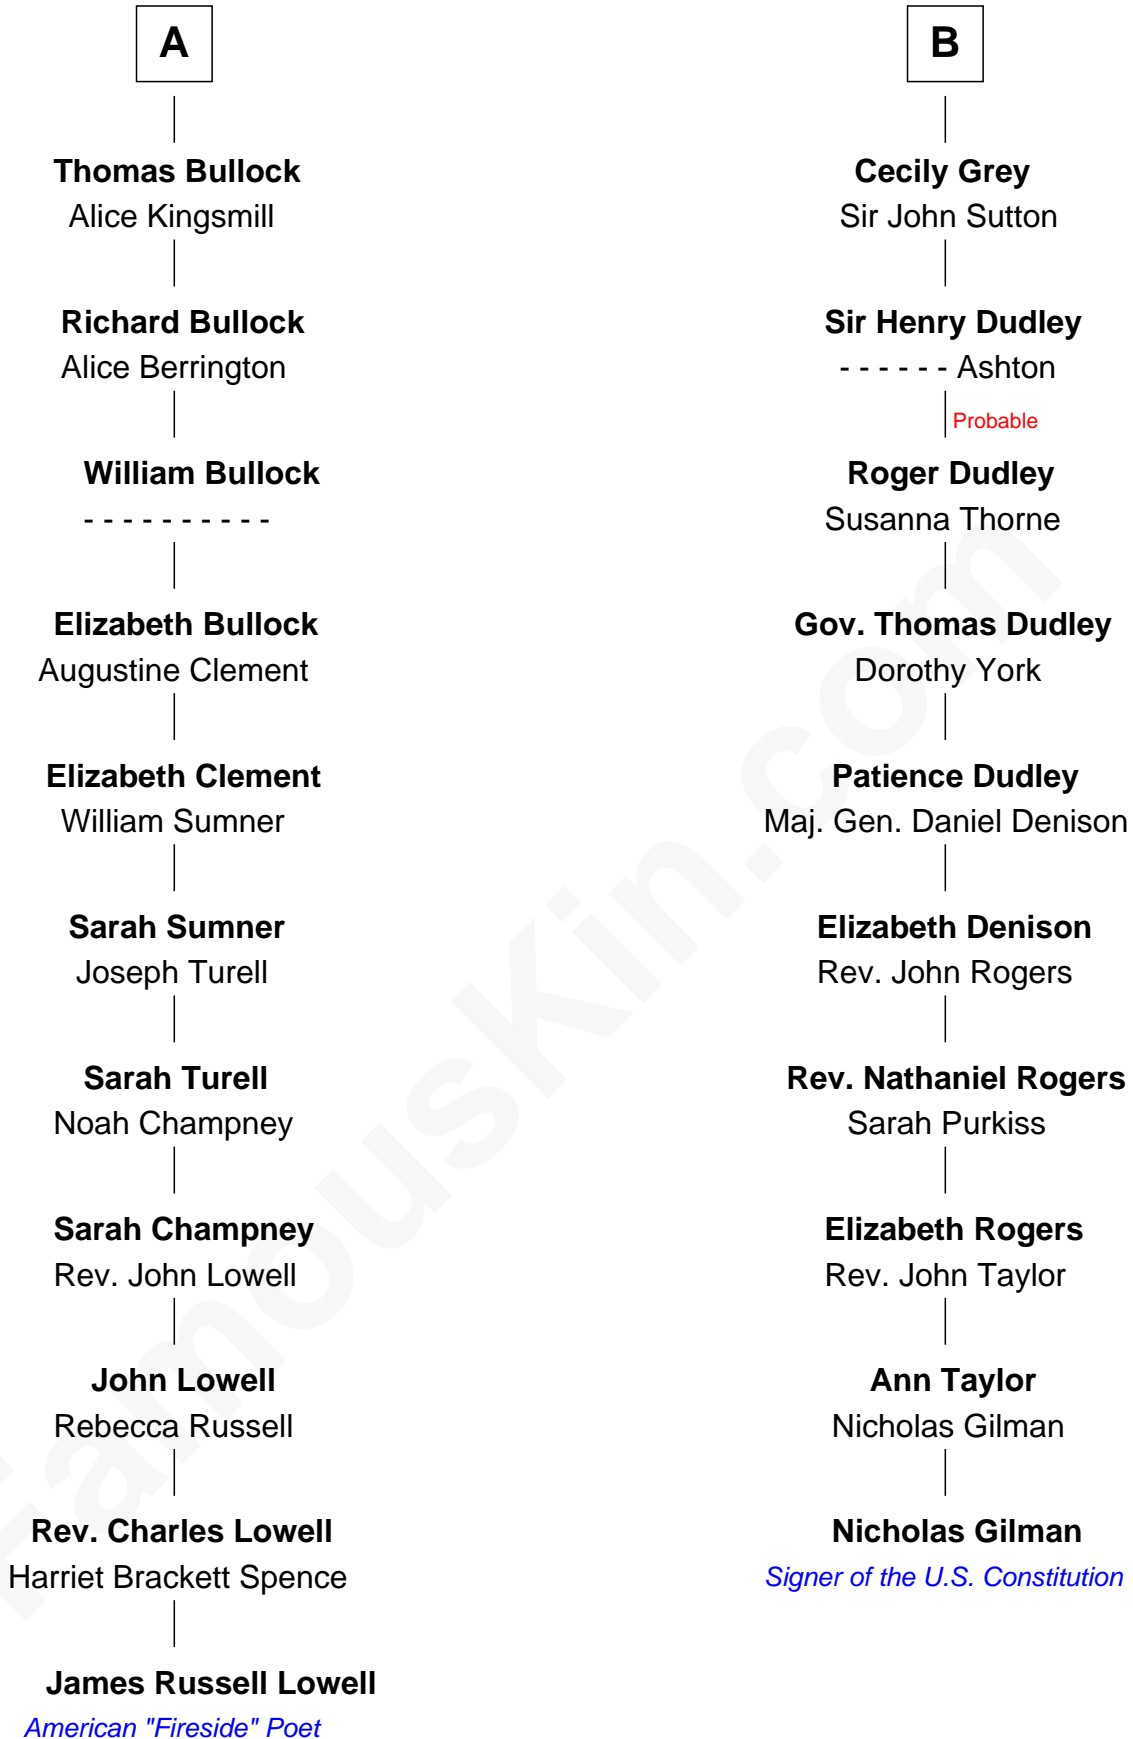 A
Thomas Bullock
Alice Kingsmill
Richard Bullock
Alice Berrington
William Bullock
- - - - - - - - - -
Elizabeth Bullock
Augustine Clement
Elizabeth Clement
William Sumner
Sarah Sumner
Joseph Turell
Sarah Turell
Noah Champney
Sarah Champney
Rev. John Lowell
John Lowell
Rebecca Russell
Rev. Charles Lowell
Harriet Brackett Spence
James Russell Lowell
American "Fireside" Poet
B
Cecily Grey
Sir John Sutton
Sir Henry Dudley
- - - - - - Ashton
Probable
Roger Dudley
Susanna Thorne
Gov. Thomas Dudley
Dorothy York
Patience Dudley
Maj. Gen. Daniel Denison
Elizabeth Denison
Rev. John Rogers
Rev. Nathaniel Rogers
Sarah Purkiss
Elizabeth Rogers
Rev. John Taylor
Ann Taylor
Nicholas Gilman
Nicholas Gilman
Signer of the U.S. Constitution
FamousKin.com